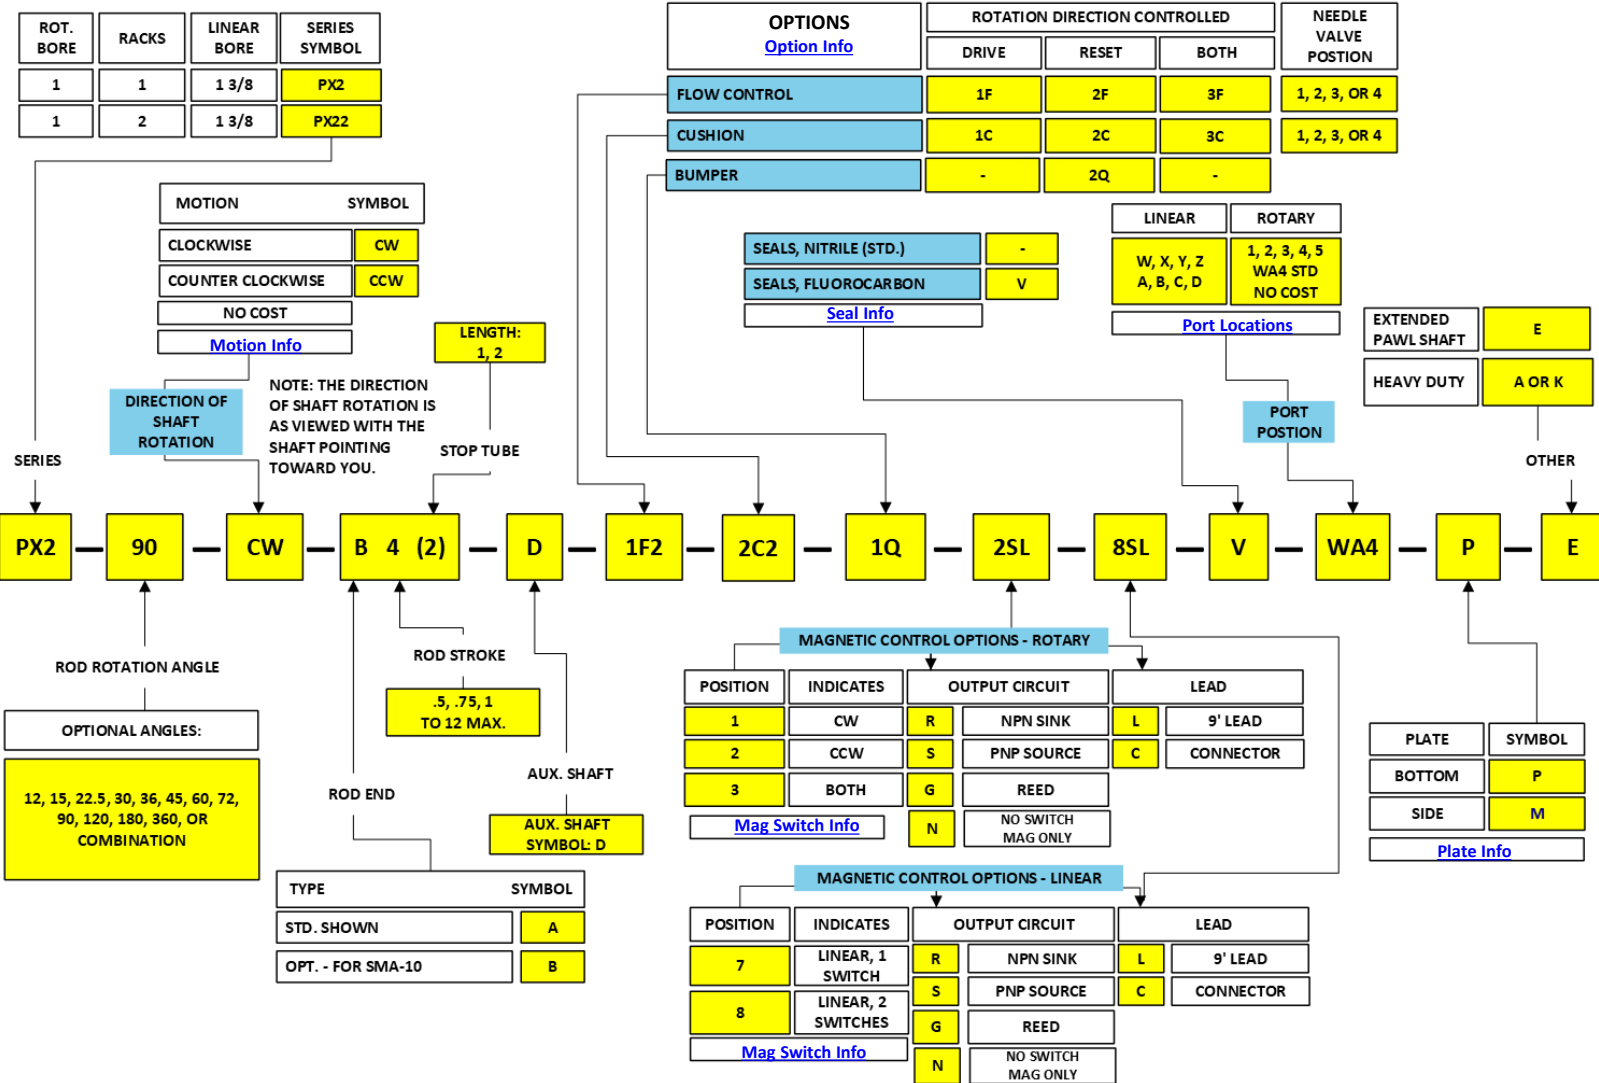 ROT. BORE
RACKS
LINEAR BORE
SERIES SYMBOL
1
1
1 3/8
PX2
1
2
1 3/8
PX22
OPTIONS
Option Info
ROTATION DIRECTION CONTROLLED
DRIVE
RESET
BOTH
NEEDLE VALVE POSTION
FLOW CONTROL
1F
2F
3F
1, 2, 3, OR 4
CUSHION
1C
2C
3C
1, 2, 3, OR 4
BUMPER
-
2Q
-
MOTION
SYMBOL
CLOCKWISE
CW
COUNTER CLOCKWISE
CCW
NO COST
Motion Info
SEALS, NITRILE (STD.)
-
SEALS, FLUOROCARBON
V
Seal Info
LINEAR
ROTARY
W, X, Y, Z
A, B, C, D
1, 2, 3, 4, 5
WA4 STD
NO COST
Port Locations
EXTENDED PAWL SHAFT
E
HEAVY DUTY
A OR K
LENGTH:
1, 2
DIRECTION OF
SHAFT
ROTATION
NOTE: THE DIRECTION
OF SHAFT ROTATION IS
AS VIEWED WITH THE
SHAFT POINTING
TOWARD YOU.
PORT
POSTION
SERIES
STOP TUBE
OTHER
PX2
90
CW
B 4 (2)
D
1F2
2C2
1Q
2SL
8SL
V
WA4
P
E
ROD ROTATION ANGLE
OPTIONAL ANGLES:
12, 15, 22.5, 30, 36, 45, 60, 72,
90, 120, 180, 360, OR
COMBINATION
ROD STROKE
.5, .75, 1
TO 12 MAX.
ROD END
TYPE
SYMBOL
STD. SHOWN
A
OPT. - FOR SMA-10
B
AUX. SHAFT
AUX. SHAFT
SYMBOL: D
MAGNETIC CONTROL OPTIONS - ROTARY
POSITION
INDICATES
OUTPUT CIRCUIT
LEAD
1
CW
R
NPN SINK
L
9' LEAD
2
CCW
S
PNP SOURCE
C
CONNECTOR
3
BOTH
G
REED
Mag Switch Info
N
NO SWITCH
MAG ONLY
MAGNETIC CONTROL OPTIONS - LINEAR
POSITION
INDICATES
OUTPUT CIRCUIT
LEAD
7
LINEAR, 1
SWITCH
R
NPN SINK
L
9' LEAD
S
PNP SOURCE
C
CONNECTOR
8
LINEAR, 2
SWITCHES
G
REED
Mag Switch Info
N
NO SWITCH
MAG ONLY
PLATE
SYMBOL
BOTTOM
P
SIDE
M
Plate Info